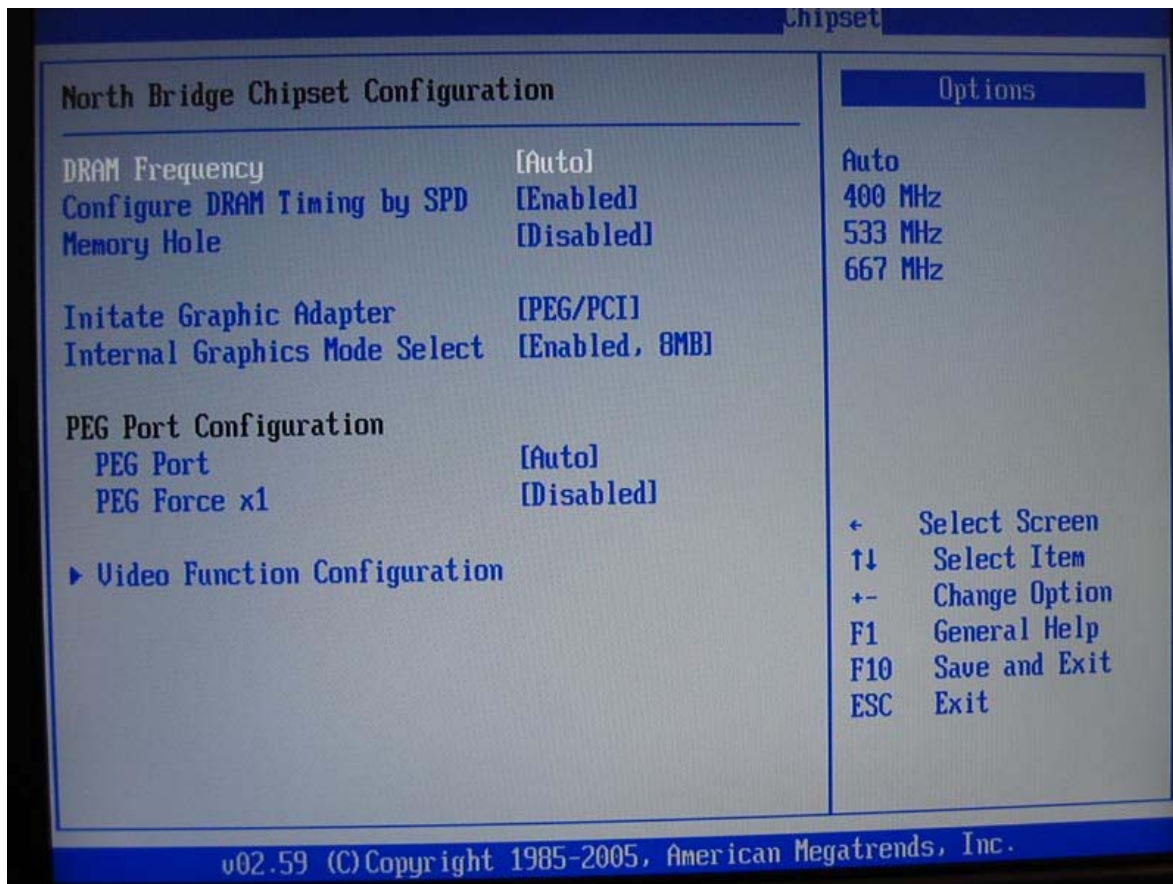 Chipset
North Bridge Chipset Configuration
DRAM Frequency [Auto]
Configure DRAM Timing by SPD [Enabled]
Memory Hole [Disabled]
Initate Graphic Adapter [PEG/PCI]
Internal Graphics Mode Select [Enabled, 8MB]
PEG Port Configuration
PEG Port [Auto]
PEG Force x1 [Disabled]
▶ Video Function Configuration
Options
Auto
400 MHz
533 MHz
667 MHz
← Select Screen
↑↓ Select Item
+- Change Option
F1 General Help
F10 Save and Exit
ESC Exit
v02.59 (C)Copyright 1985-2005, American Megatrends, Inc.